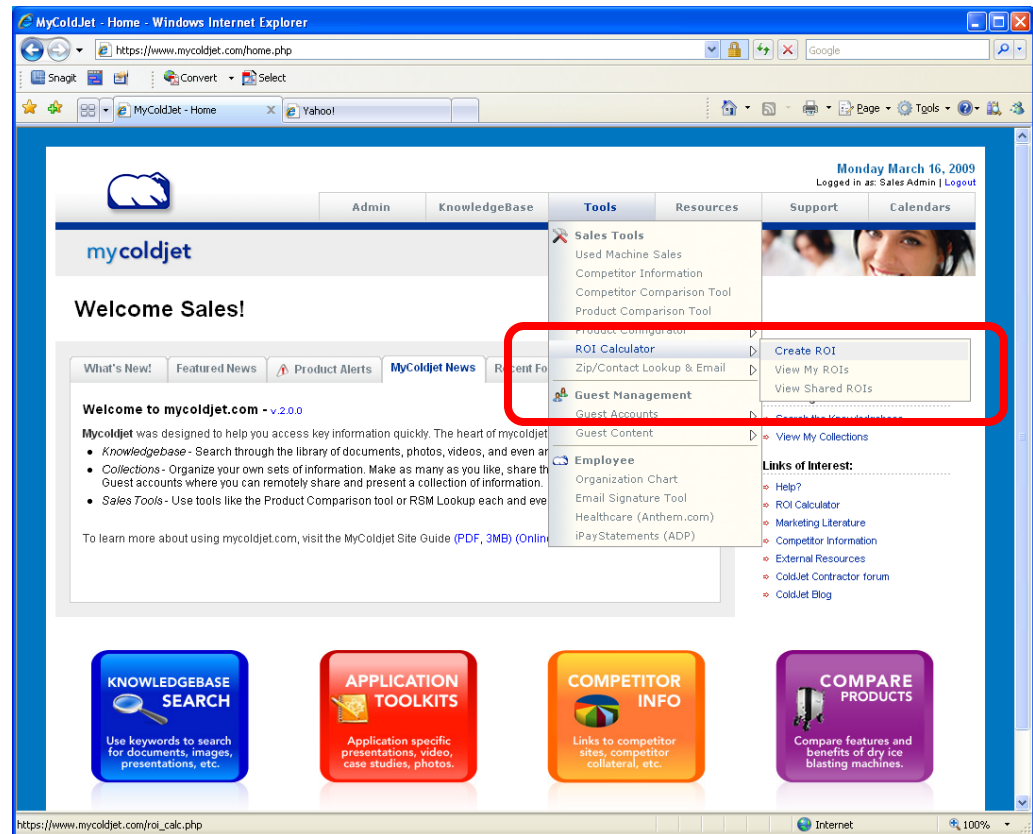 MyColdJet - Home - Windows Internet Explorer
https://www.mycoldjet.com/home.php
Google
SnagIt
Convert
Select
MyColdJet - Home
Yahoo!
Page
Tools
Monday March 16, 2009
Logged in as: Sales Admin | Logout
Admin
KnowledgeBase
Tools
Resources
Support
Calendars
mycoldjet
Sales Tools
Used Machine Sales
Competitor Information
Competitor Comparison Tool
Product Comparison Tool
Product Configurator
ROI Calculator
Zip/Contact Lookup & Email
Create ROI
View My ROIs
View Shared ROIs
Guest Management
Guest Accounts
Guest Content
Employee
Organization Chart
Email Signature Tool
Healthcare (Anthem.com)
iPayStatements (ADP)
Welcome Sales!
What's New!
Featured News
Product Alerts
MyColdjet News
Recent Fo
Welcome to mycoldjet.com - v.2.0.0
Mycoldjet was designed to help you access key information quickly. The heart of mycoldjet
Knowledgebase - Search through the library of documents, photos, videos, and even an
Collections - Organize your own sets of information. Make as many as you like, share th
Guest accounts where you can remotely share and present a collection of information.
Sales Tools - Use tools like the Product Comparison tool or RSM Lookup each and eve
To learn more about using mycoldjet.com, visit the MyColdjet Site Guide (PDF, 3MB) (Onlin
Search the Knowledgebase
View My Collections
Links of Interest:
Help?
ROI Calculator
Marketing Literature
Competitor Information
External Resources
ColdJet Contractor forum
ColdJet Blog
KNOWLEDGEBASE
SEARCH
Use keywords to search
for documents, images,
presentations, etc.
APPLICATION
TOOLKITS
Application specific
presentations, video,
case studies, photos.
COMPETITOR
INFO
Links to competitor
sites, competitor
collateral, etc.
COMPARE
PRODUCTS
Compare features and
benefits of dry ice
blasting machines.
https://www.mycoldjet.com/roi_calc.php
Internet
100%